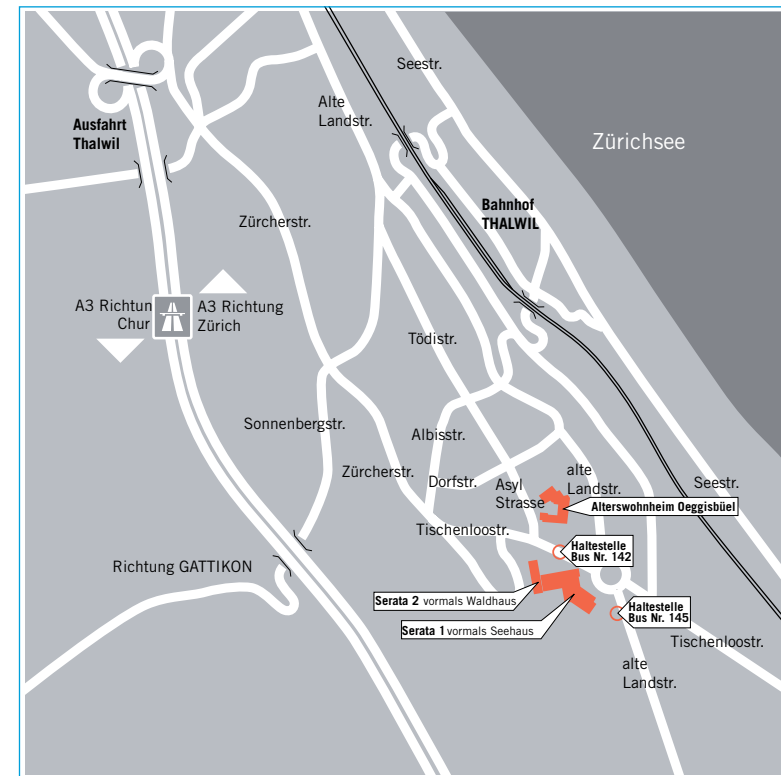 Seestr.
Alte
Landstr.
Ausfahrt
Thalwil
Zürichsee
Bahnhof
THALWIL
Zürcherstr.
A3 Richtun
Chur
A3 Richtung
Zürich
Tödistr.
Sonnenbergstr.
Albisstr.
Zürcherstr.
Dorfstr.
Asyl
Strasse
alte
Landstr.
Seestr.
Alterswohnheim Oeggisbüel
Tischenloostr.
Haltestelle
Bus Nr. 142
Richtung GATTIKON
Serata 2 vormals Waldhaus
Haltestelle
Bus Nr. 145
Serata 1 vormals Seehaus
Tischenloostr.
alte
Landstr.